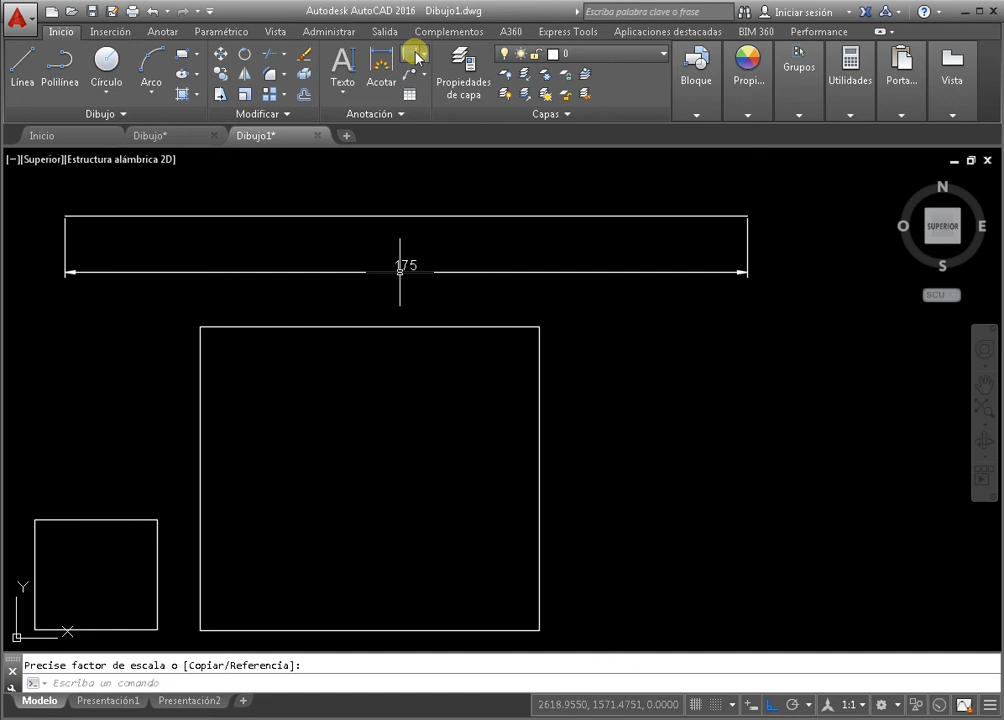 Autodesk AutoCAD 2016 Dibujo1.dwg
Escriba palabra clave o frase
Iniciar sesión
Inicio Inserción Anotar Paramétrico Vista Administrar Salida Complementos A360 Express Tools Aplicaciones destacadas BIM 360 Performance
Línea Polilínea Círculo Arco
Texto Acotar
Propiedades
de capa
0
Bloque Propi... Grupos Utilidades Porta... Vista
Dibujo Modificar Anotación Capas
Inicio Dibujo* Dibujo1*
[−][Superior][Estructura alámbrica 2D]
N
O SUPERIOR E
S
SCU
175
Y
X
Precise factor de escala o [Copiar/Referencia]:
Escriba un comando
Modelo Presentación1 Presentación2
2618.9550, 1571.4751, 0.0000
1:1